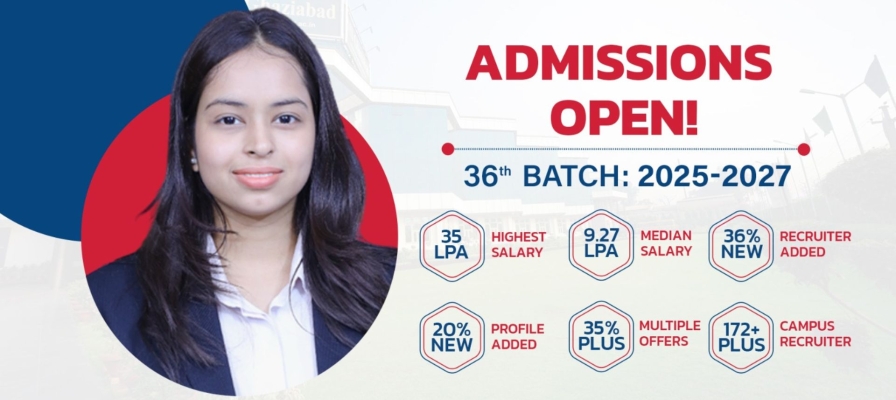 ghaziabad
ADMISSIONS
OPEN!
36th BATCH: 2025-2027
35
LPA
HIGHEST
SALARY
9.27
LPA
MEDIAN
SALARY
36%
NEW
RECRUITER
ADDED
20%
NEW
PROFILE
ADDED
35%
PLUS
MULTIPLE
OFFERS
172+
PLUS
CAMPUS
RECRUITER